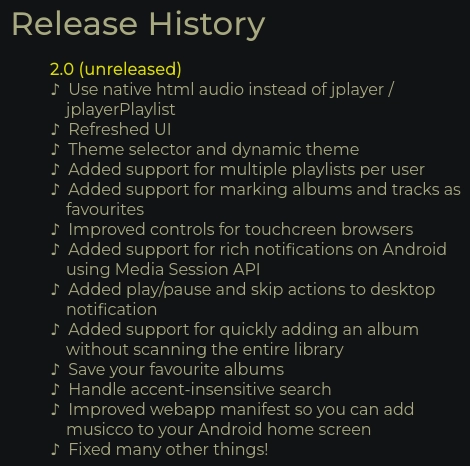 Release History
2.0 (unreleased)
♪ Use native html audio instead of jplayer /
jplayerPlaylist
♪ Refreshed UI
♪ Theme selector and dynamic theme
♪ Added support for multiple playlists per user
♪ Added support for marking albums and tracks as
favourites
♪ Improved controls for touchscreen browsers
♪ Added support for rich notifications on Android
using Media Session API
♪ Added play/pause and skip actions to desktop
notification
♪ Added support for quickly adding an album
without scanning the entire library
♪ Save your favourite albums
♪ Handle accent-insensitive search
♪ Improved webapp manifest so you can add
musicco to your Android home screen
♪ Fixed many other things!